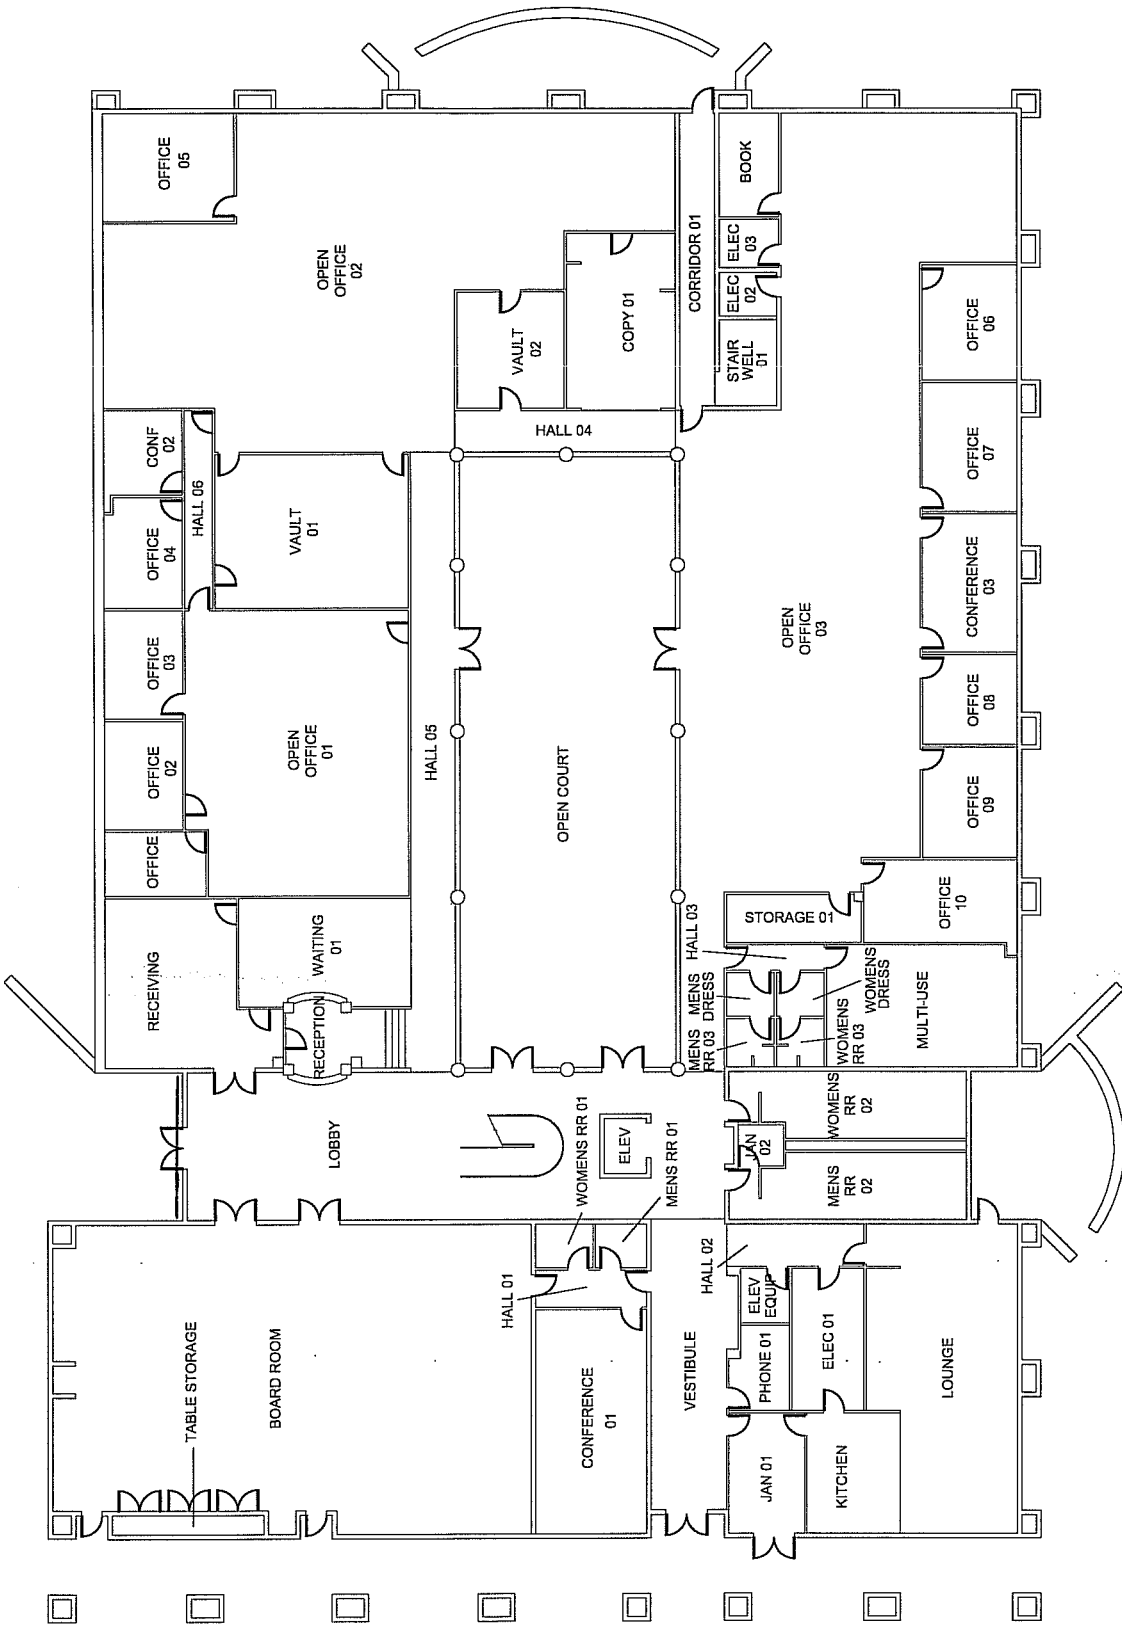 OFFICE
05
BOOK
OPEN
OFFICE
02
ELEC
03
CORRIDOR 01
ELEC
02
COPY 01
VAULT
02
STAIR
WELL
01
OFFICE
06
CONF
02
HALL 04
OFFICE
07
HALL 06
OFFICE
04
VAULT
01
CONFERENCE
03
OFFICE
03
OPEN
OFFICE
03
OFFICE
08
OFFICE
02
OPEN
OFFICE
01
HALL 05
OPEN COURT
OFFICE
09
OFFICE
WAITING
01
STORAGE 01
OFFICE
10
HALL 03
RECEIVING
MENS
DRESS
WOMENS
DRESS
RECEPTION
MENS
RR 03
WOMENS
RR 03
MULTI-USE
LOBBY
WOMENS RR 01
ELEV
MENS RR 01
JAN
02
WOMENS
RR
02
MENS
RR
02
HALL 01
HALL 02
ELEV
EQUIP
TABLE STORAGE
BOARD ROOM
CONFERENCE
01
VESTIBULE
PHONE 01
ELEC 01
LOUNGE
JAN 01
KITCHEN